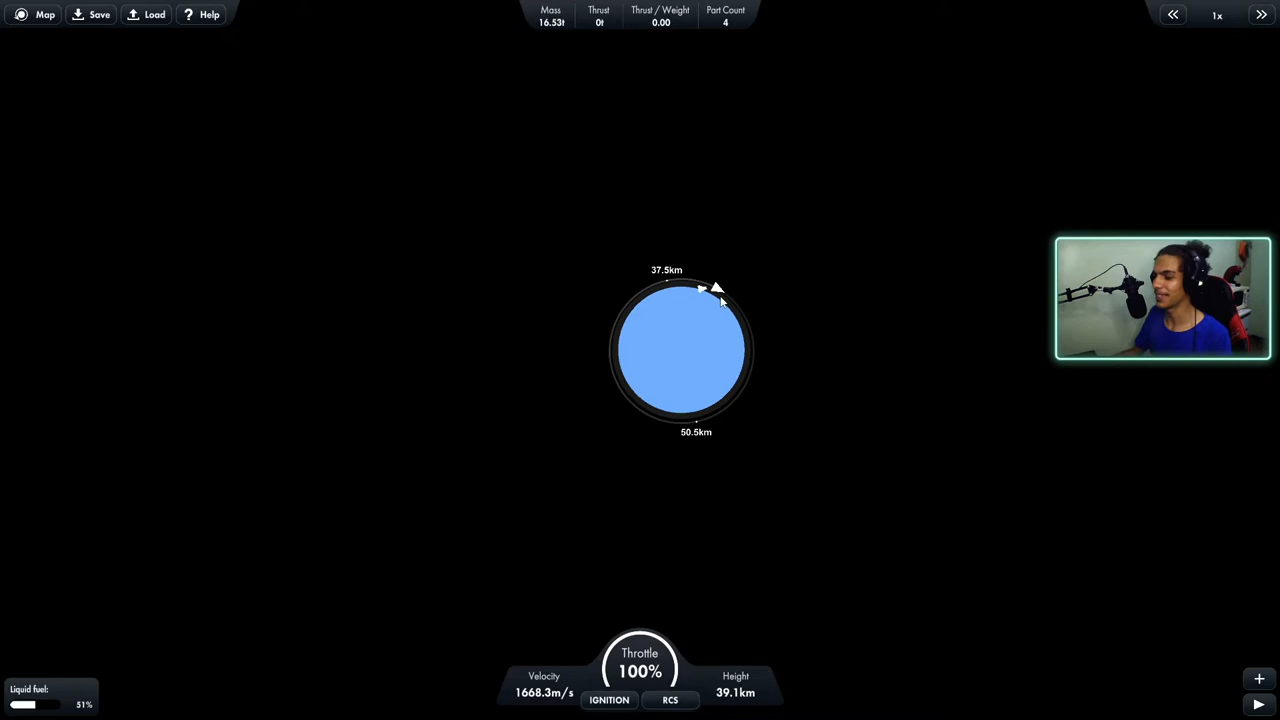 Map
Save
Load
? Help
Mass
16.53t
Thrust
0t
Thrust / Weight
0.00
Part Count
4
1x
37.5km
50.5km
Throttle
100%
Velocity
1668.3m/s
Height
39.1km
IGNITION
RCS
Liquid fuel:
51%